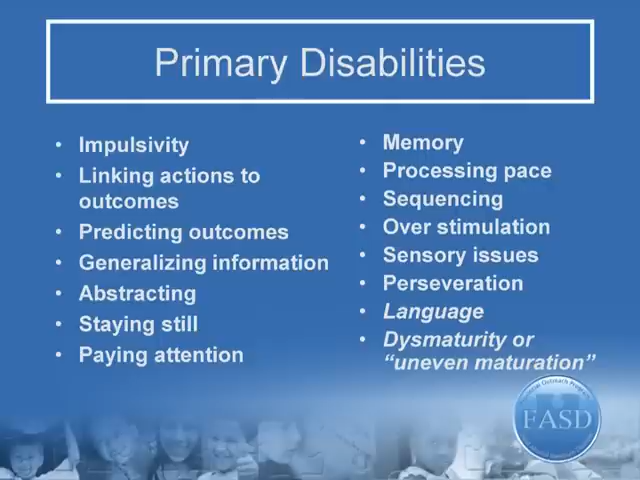 Primary Disabilities
• Impulsivity
• Linking actions to
outcomes
• Predicting outcomes
• Generalizing information
• Abstracting
• Staying still
• Paying attention
• Memory
• Processing pace
• Sequencing
• Over stimulation
• Sensory issues
• Perseveration
• Language
• Dysmaturity or
“uneven maturation”
Outreach
FASD